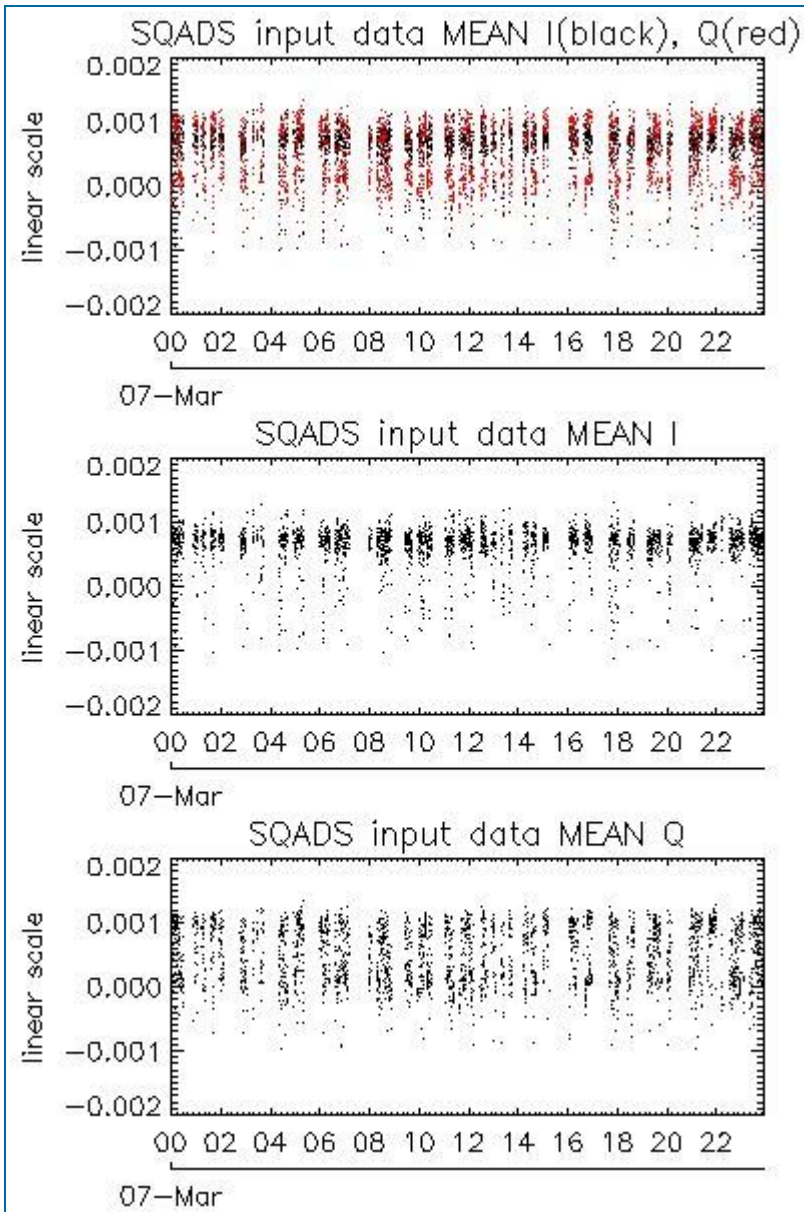 SQADS input data MEAN I(black), Q(red)
linear scale
0.002
0.001
0.000
−0.001
−0.002
00 02 04 06 08 10 12 14 16 18 20 22
07−Mar
SQADS input data MEAN I
linear scale
0.002
0.001
0.000
−0.001
−0.002
00 02 04 06 08 10 12 14 16 18 20 22
07−Mar
SQADS input data MEAN Q
linear scale
0.002
0.001
0.000
−0.001
−0.002
00 02 04 06 08 10 12 14 16 18 20 22
07−Mar